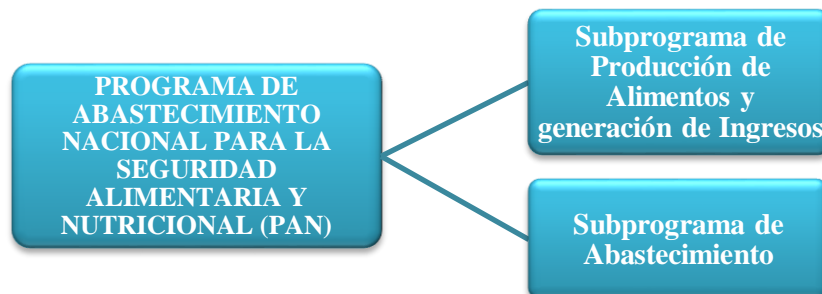 PROGRAMA DE
ABASTECIMIENTO
NACIONAL PARA LA
SEGURIDAD
ALIMENTARIA Y
NUTRICIONAL (PAN)
Subprograma de
Producción de
Alimentos y
generación de Ingresos
Subprograma de
Abastecimiento